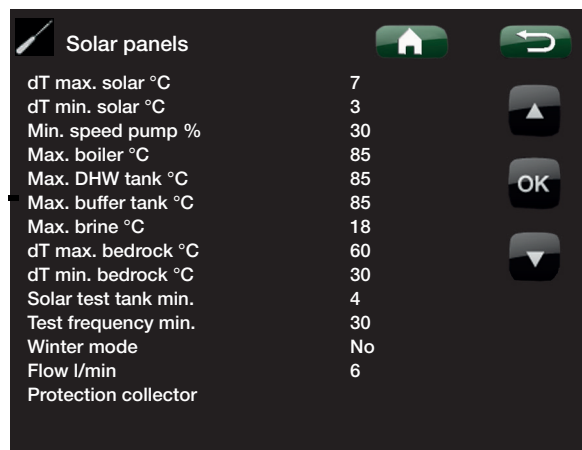 Solar panels
dT max. solar °C 7
dT min. solar °C 3
Min. speed pump % 30
Max. boiler °C 85
Max. DHW tank °C 85
Max. buffer tank °C 85
OK
Max. brine °C 18
dT max. bedrock °C 60
dT min. bedrock °C 30
Solar test tank min. 4
Test frequency min. 30
Winter mode No
Flow l/min 6
Protection collector